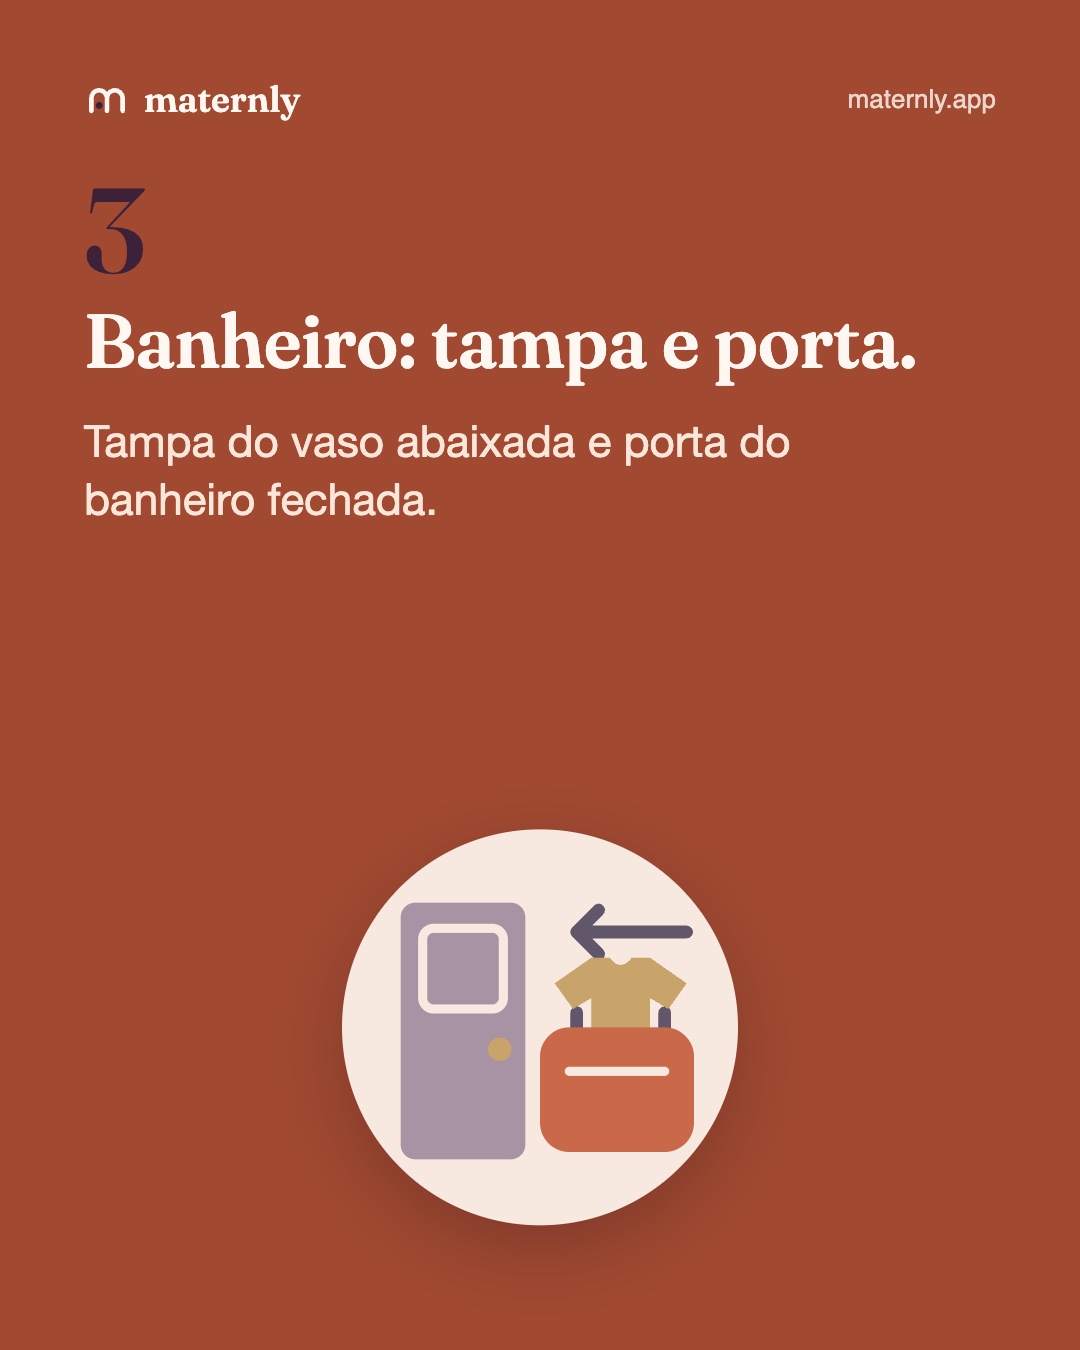 maternly
maternly.app
3
Banheiro: tampa e porta.
Tampa do vaso abaixada e porta do
banheiro fechada.